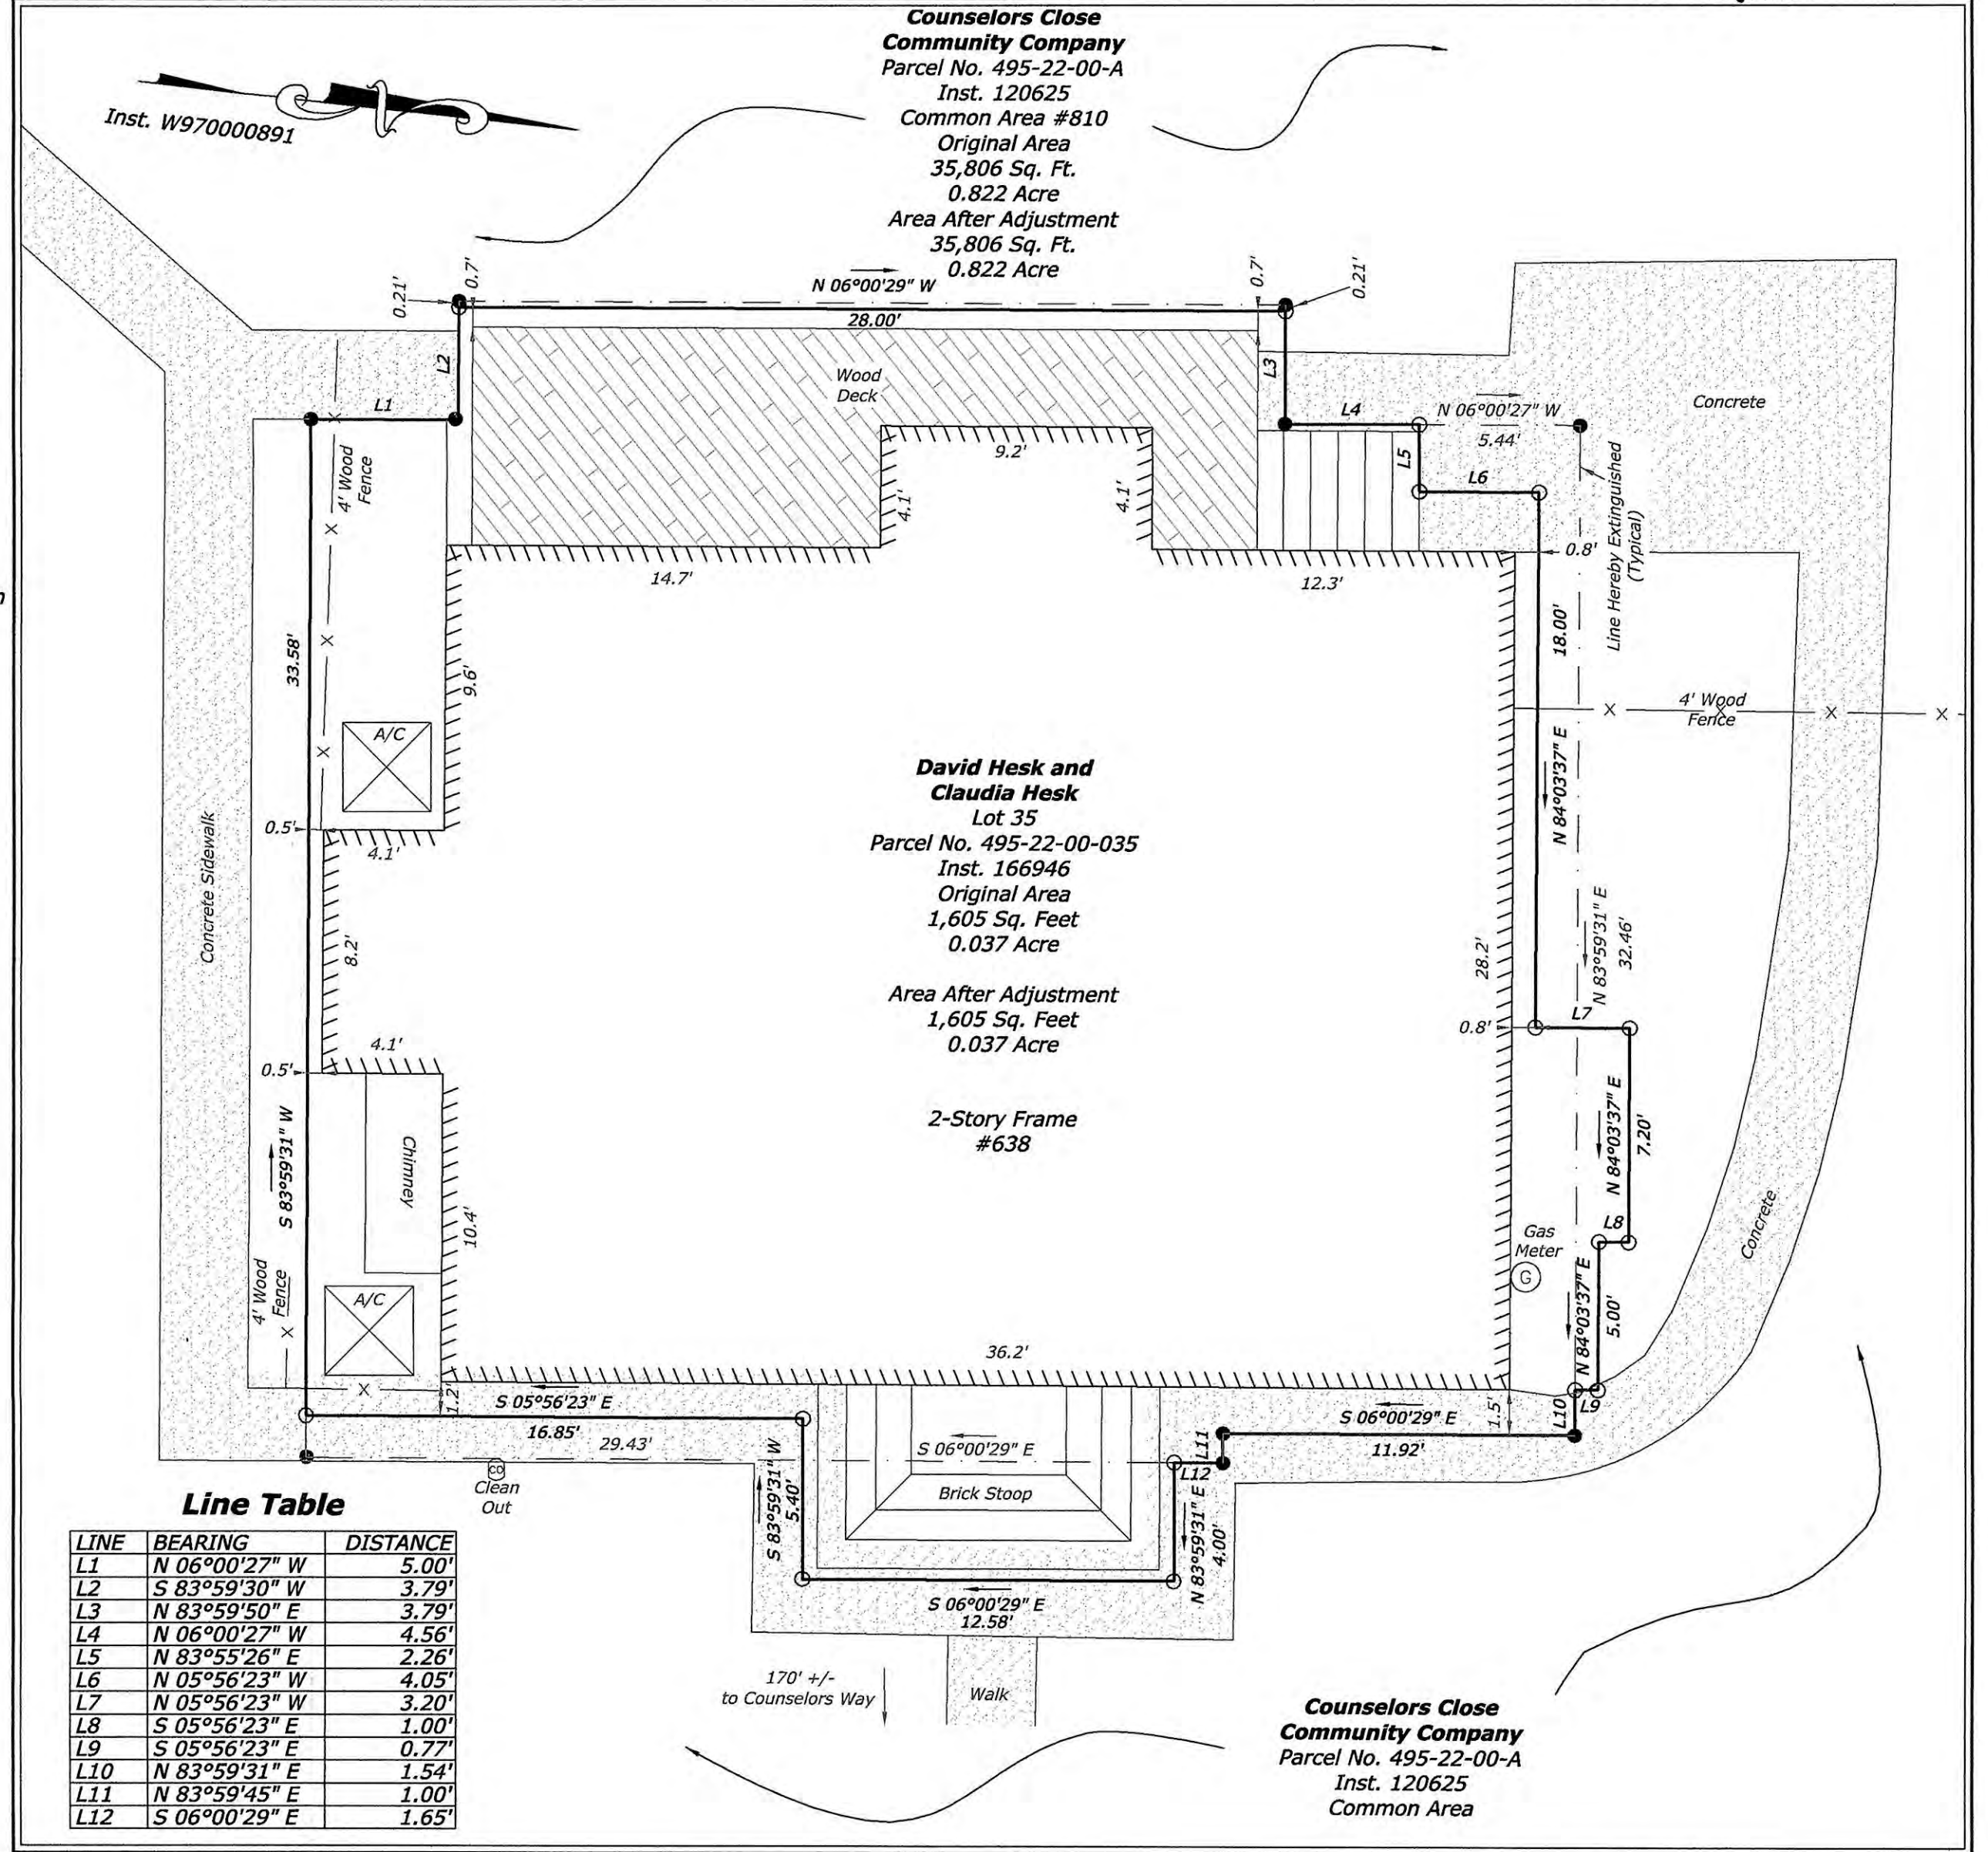 Counselors Close
Community Company
Parcel No. 495-22-00-A
Inst. 120625
Common Area #810
Original Area
35,806 Sq. Ft.
0.822 Acre
Area After Adjustment
35,806 Sq. Ft.
0.822 Acre
Inst. W970000891
N 06°00'29" W
28.00'
0.21'
0.7'
0.7'
0.21'
L2
L1
L3
L4
N 06°00'27" W
5.44'
L5
L6
Concrete
Wood
Deck
9.2'
4.1'
4.1'
14.7'
12.3'
4' Wood
Fence
0.8'
Line Hereby Extinguished
(Typical)
33.58'
9.6'
18.00'
4' Wood
Fence
A/C
N 84°03'37" E
0.5'
4.1'
Concrete Sidewalk
8.2'
David Hesk and
Claudia Hesk
Lot 35
Parcel No. 495-22-00-035
Inst. 166946
Original Area
1,605 Sq. Feet
0.037 Acre
Area After Adjustment
1,605 Sq. Feet
0.037 Acre
2-Story Frame
#638
28.2'
N 83°59'31" E
32.46'
0.8'
L7
4.1'
0.5'
S 83°59'31" W
Chimney
10.4'
N 84°03'37" E
7.20'
L8
Gas
Meter
G
N 84°03'37" E
5.00'
Concrete
4' Wood
Fence
A/C
36.2'
1.2'
S 05°56'23" E
16.85'
29.43'
CO
Clean
Out
S 83°59'31" W
5.40'
S 06°00'29" E
Brick Stoop
L11
L12
S 06°00'29" E
11.92'
1.5'
L10
L9
N 83°59'31" E
4.00'
S 06°00'29" E
12.58'
170' +/-
to Counselors Way
Walk
Line Table
LINE BEARING DISTANCE
L1 N 06°00'27" W 5.00'
L2 S 83°59'30" W 3.79'
L3 N 83°59'50" E 3.79'
L4 N 06°00'27" W 4.56'
L5 N 83°55'26" E 2.26'
L6 N 05°56'23" W 4.05'
L7 N 05°56'23" W 3.20'
L8 S 05°56'23" E 1.00'
L9 S 05°56'23" E 0.77'
L10 N 83°59'31" E 1.54'
L11 N 83°59'45" E 1.00'
L12 S 06°00'29" E 1.65'
Counselors Close
Community Company
Parcel No. 495-22-00-A
Inst. 120625
Common Area